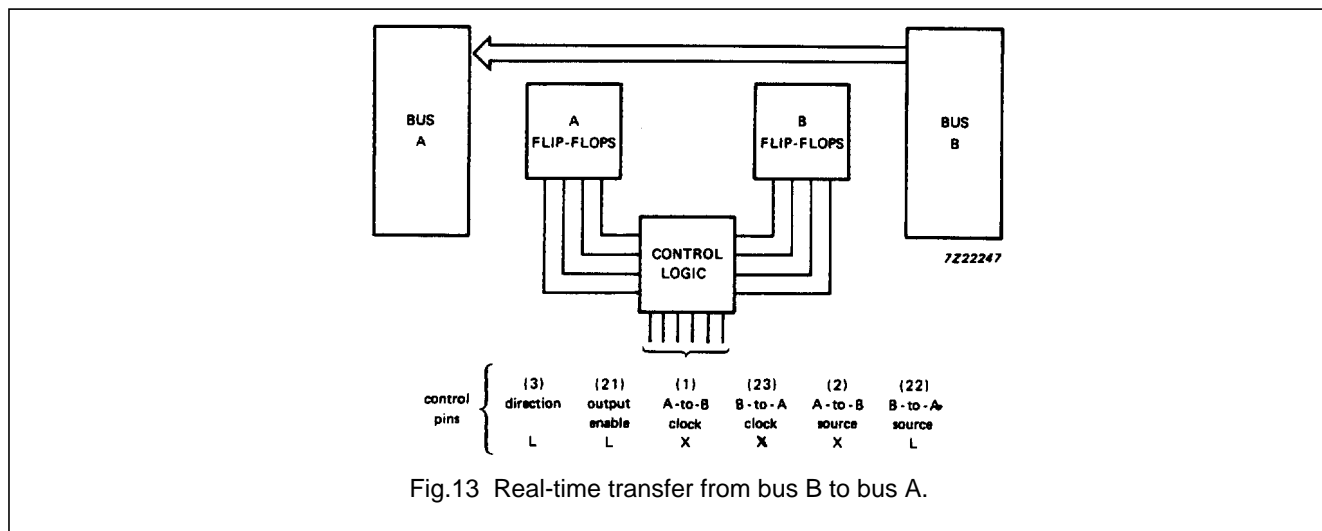 BUS
A
A
FLIP-FLOPS
B
FLIP-FLOPS
BUS
B
7Z22247
CONTROL
LOGIC
control
pins
(3) (21) (1) (23) (2) (22)
direction output A-to-B B-to-A A-to-B B-to-A
enable clock clock source source
L L X X X L
Fig.13 Real-time transfer from bus B to bus A.